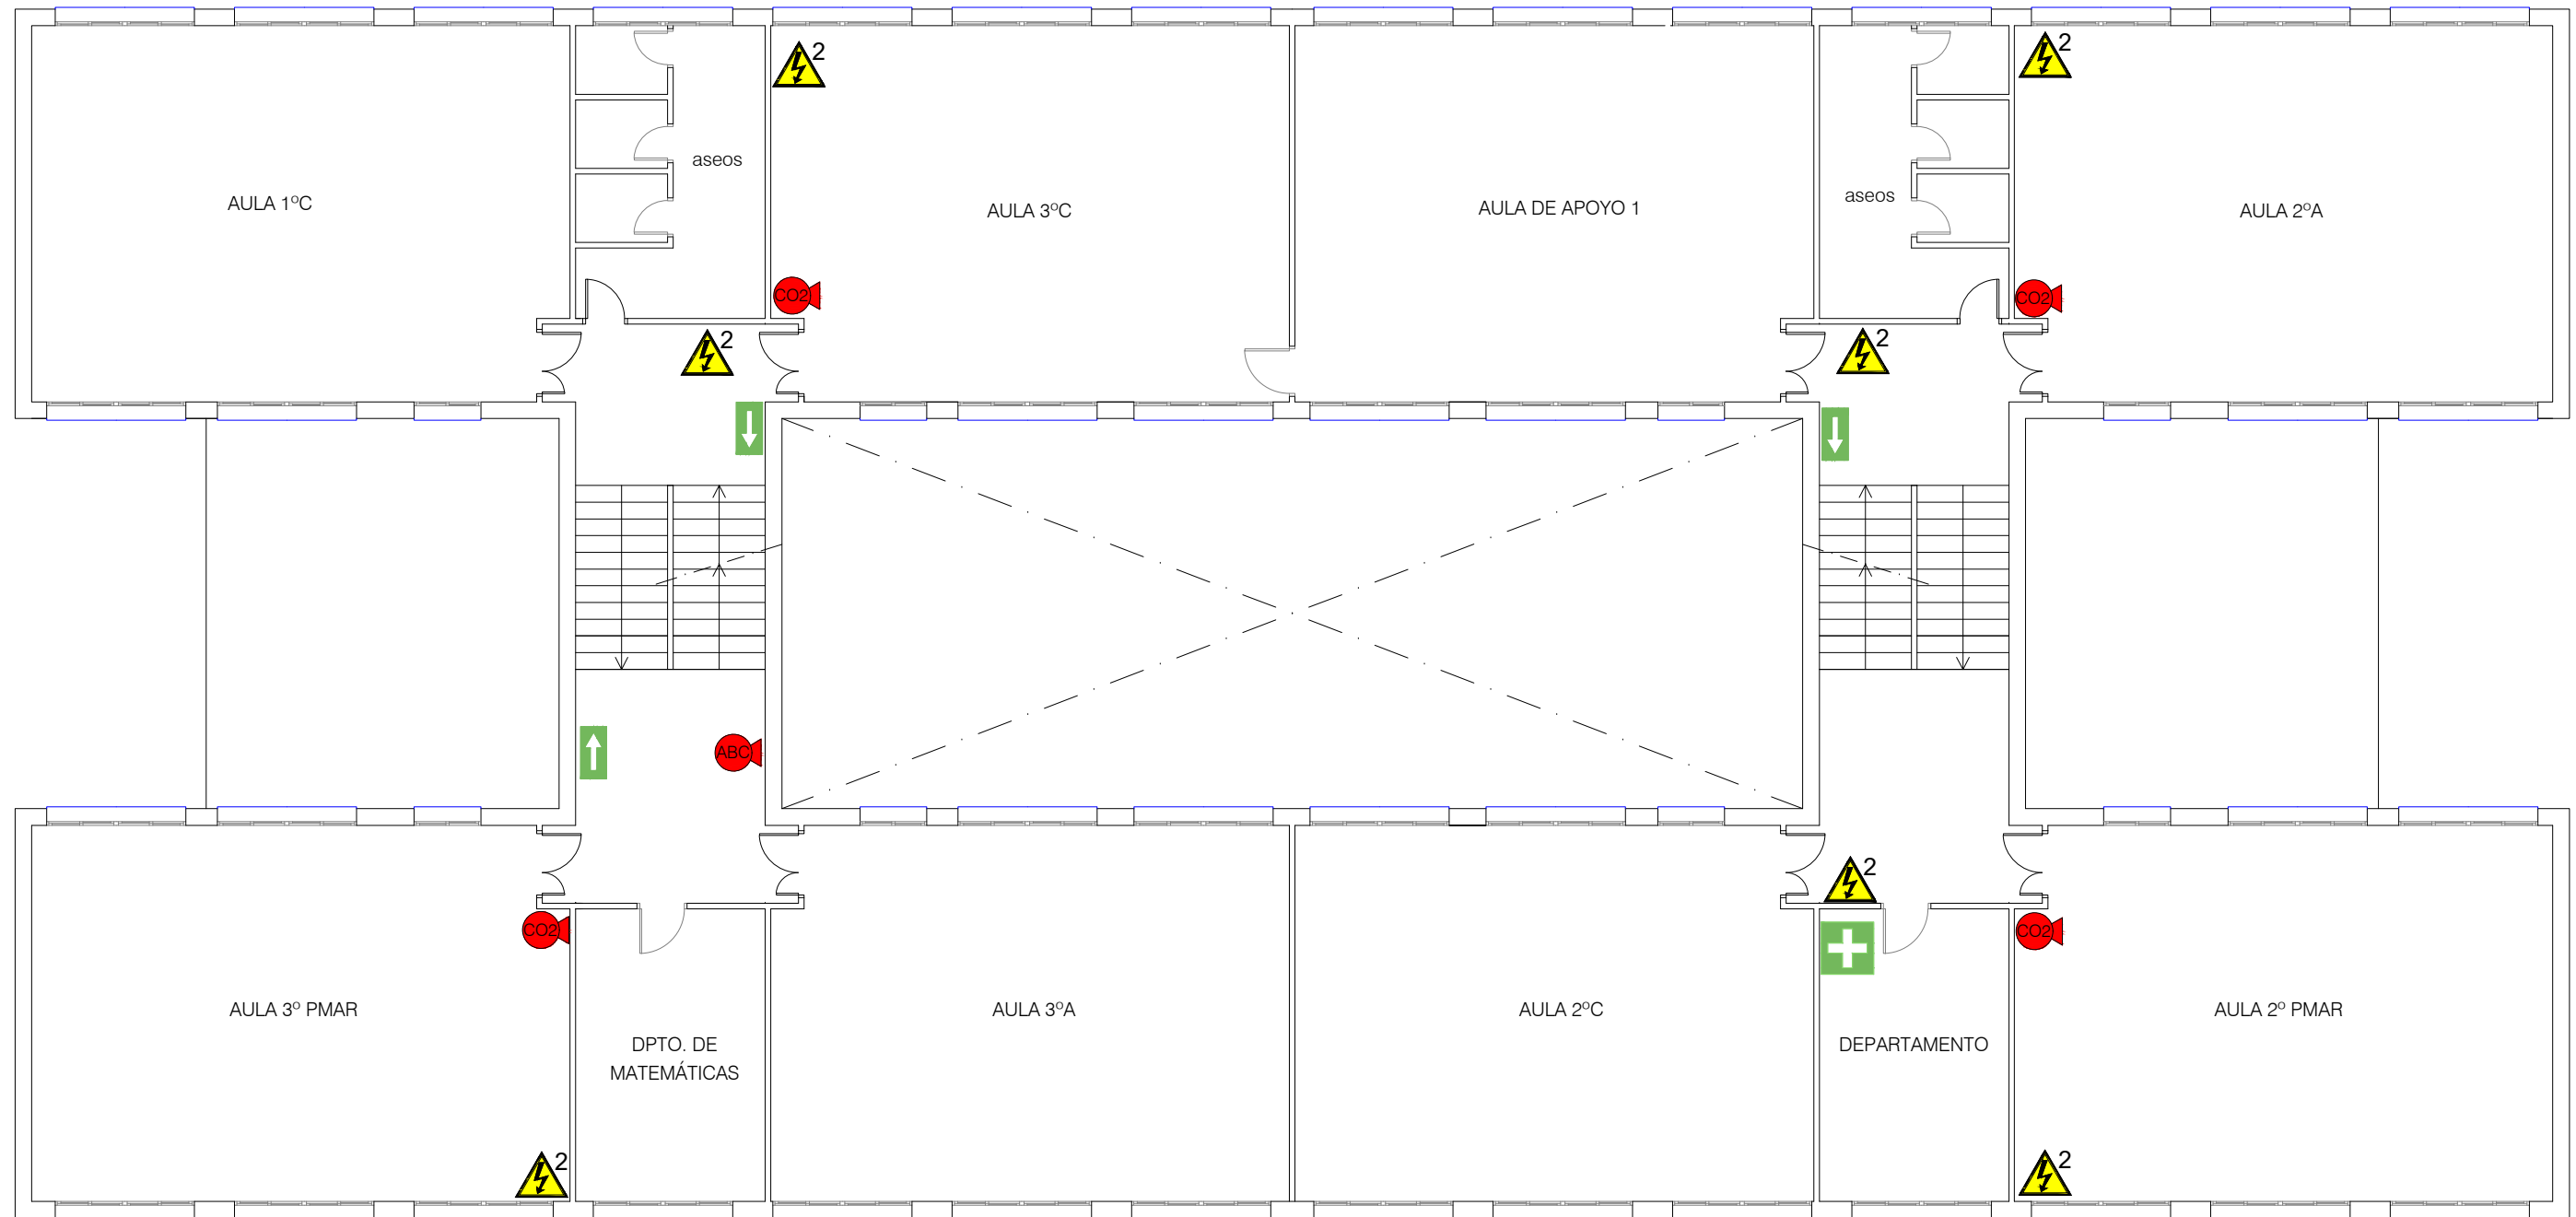 2
2
aseos
AULA 1ºC
AULA 3ºC
AULA DE APOYO 1
aseos
AULA 2ºA
CO2
CO2
2
2
ABC
2
CO2
CO2
AULA 3º PMAR
AULA 3ºA
AULA 2ºC
AULA 2º PMAR
DPTO. DE
MATEMÁTICAS
DEPARTAMENTO
2
2